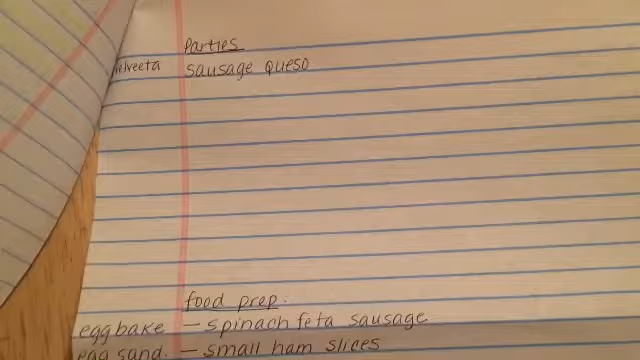 Parties
Velveeta sausage queso
food prep.
egg bake – spinach feta sausage
egg sand. – small ham slices